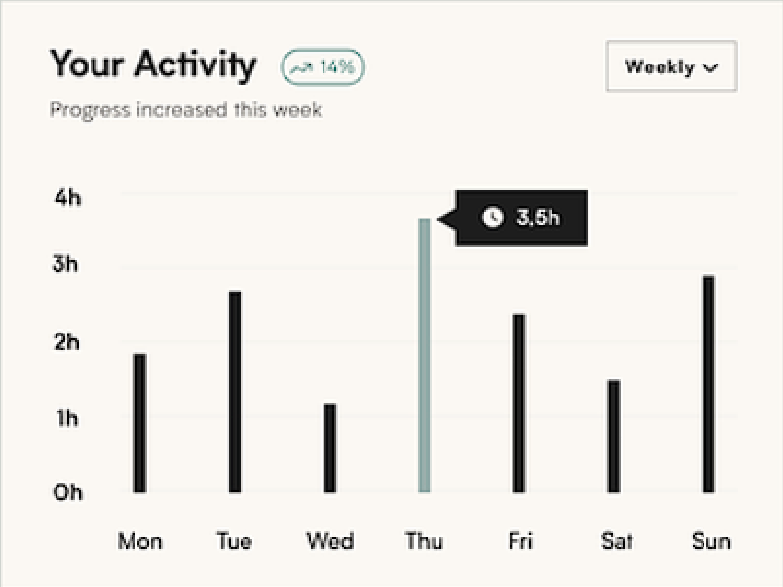 Your Activity 14%
Weekly
Progress increased this week
4h
3,5h
3h
2h
1h
0h
Mon Tue Wed Thu Fri Sat Sun